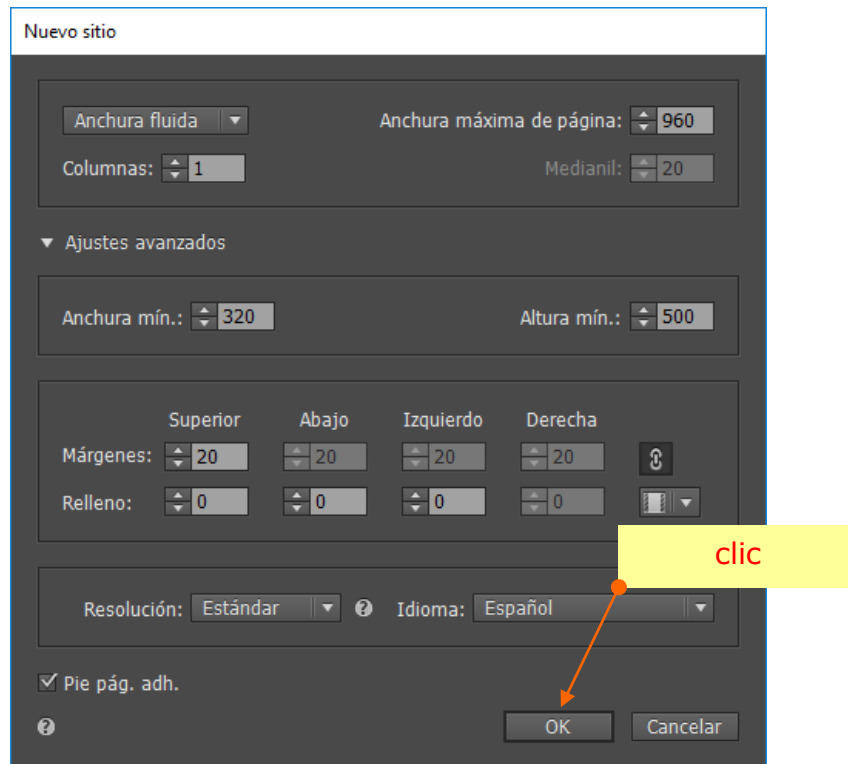 Nuevo sitio
Anchura fluida Anchura máxima de página: 960
Columnas: 1 Medianil: 20
Ajustes avanzados
Anchura mín.: 320 Altura mín.: 500
Superior Abajo Izquierdo Derecha
Márgenes: 20 20 20 20
Relleno: 0 0 0 0
clic
Resolución: Estándar ? Idioma: Español
Pie pág. adh.
? OK Cancelar